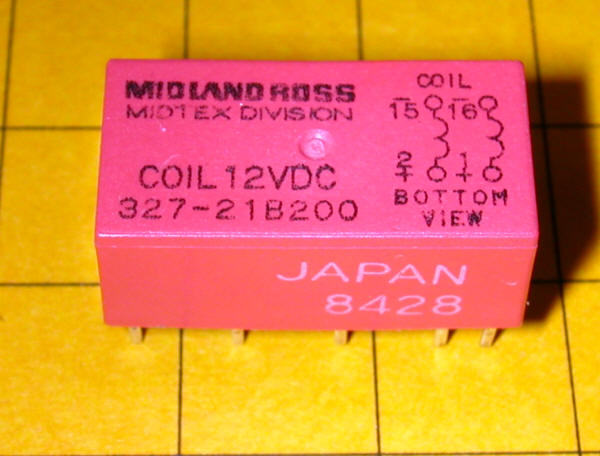 MIDLAND ROSS
MIDTEX DIVISION
COIL 12VDC
327-21B200
COIL
- -
15 16
2 1
+ +
BOTTOM
VIEW
JAPAN
8428